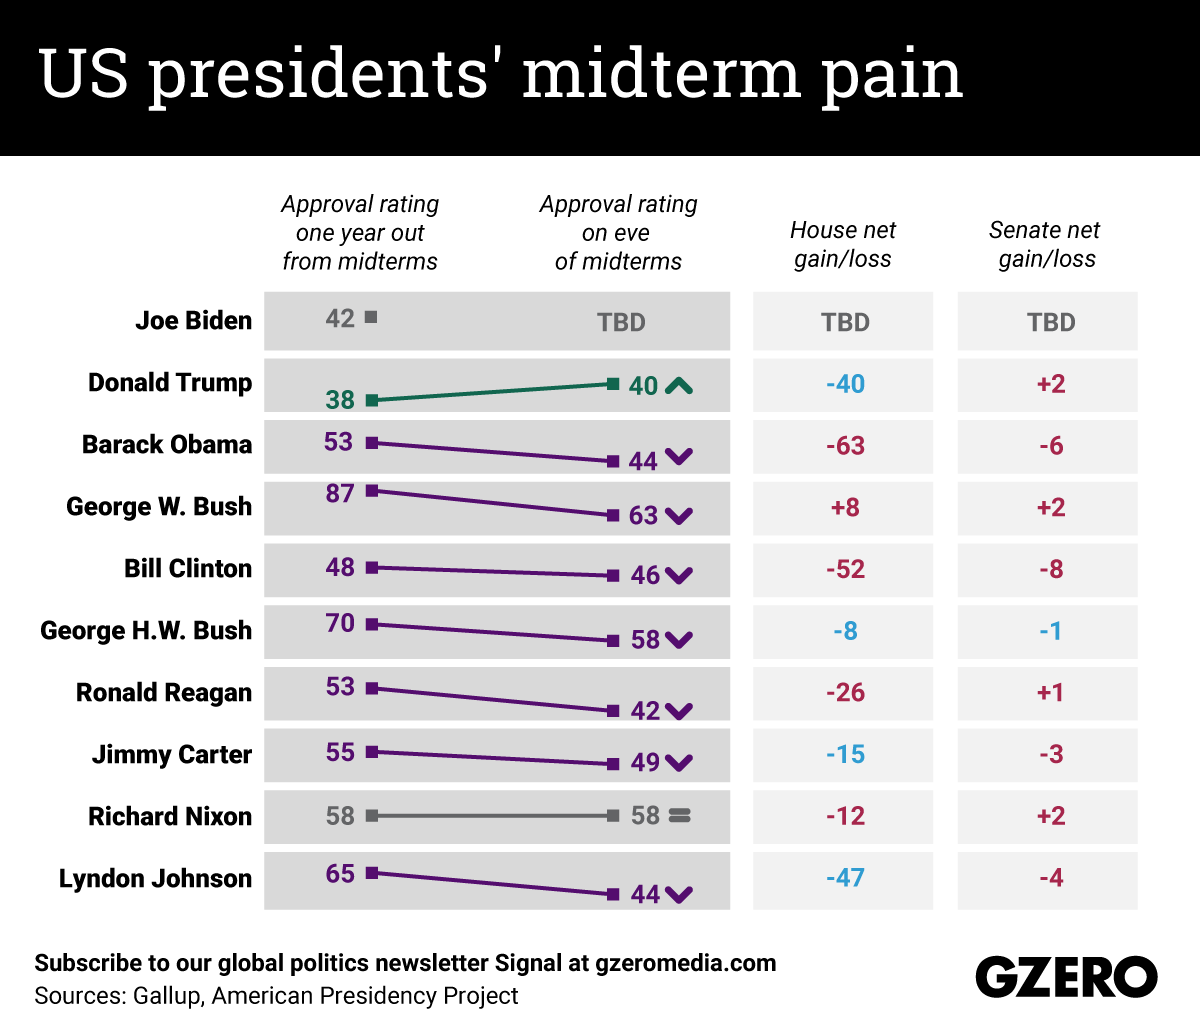 US presidents' midterm pain
Approval rating
one year out
from midterms
Approval rating
on eve
of midterms
House net
gain/loss
Senate net
gain/loss
Joe Biden 42 TBD TBD TBD
Donald Trump 38 40 -40 +2
Barack Obama 53 44 -63 -6
George W. Bush 87 63 +8 +2
Bill Clinton 48 46 -52 -8
George H.W. Bush 70 58 -8 -1
Ronald Reagan 53 42 -26 +1
Jimmy Carter 55 49 -15 -3
Richard Nixon 58 58 = -12 +2
Lyndon Johnson 65 44 -47 -4
Subscribe to our global politics newsletter Signal at gzeromedia.com
Sources: Gallup, American Presidency Project
GZERO